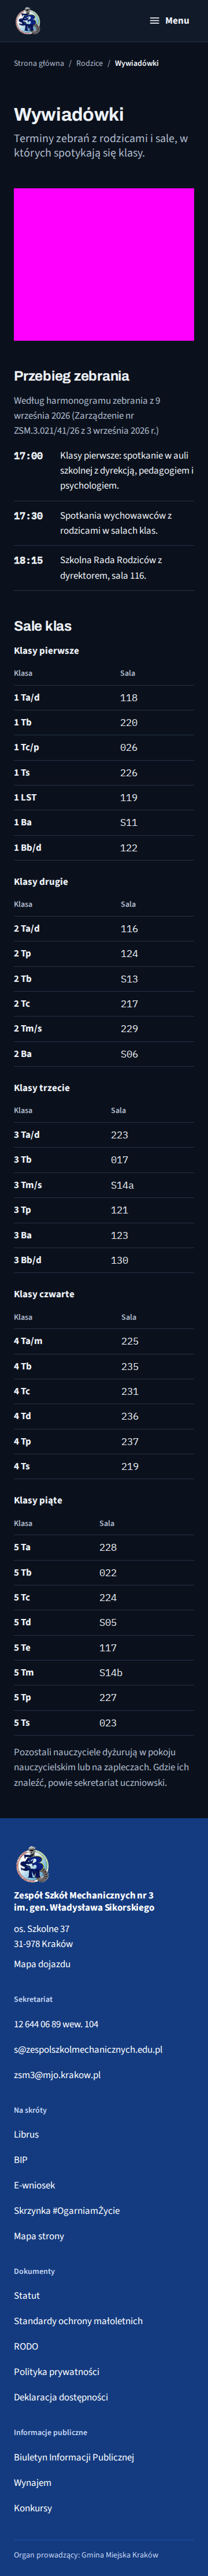 Menu
Strona główna / Rodzice / Wywiadówki
Wywiadówki
Terminy zebrań z rodzicami i sale, w
których spotykają się klasy.
Przebieg zebrania
Według harmonogramu zebrania z 9
września 2026 (Zarządzenie nr
ZSM.3.021/41/26 z 3 września 2026 r.)
17:00 Klasy pierwsze: spotkanie w auli
szkolnej z dyrekcją, pedagogiem i
psychologiem.
17:30 Spotkania wychowawców z
rodzicami w salach klas.
18:15 Szkolna Rada Rodziców z
dyrektorem, sala 116.
Sale klas
Klasy pierwsze
Klasa Sala
1 Ta/d 118
1 Tb 220
1 Tc/p 026
1 Ts 226
1 LST 119
1 Ba S11
1 Bb/d 122
Klasy drugie
Klasa Sala
2 Ta/d 116
2 Tp 124
2 Tb S13
2 Tc 217
2 Tm/s 229
2 Ba S06
Klasy trzecie
Klasa Sala
3 Ta/d 223
3 Tb 017
3 Tm/s S14a
3 Tp 121
3 Ba 123
3 Bb/d 130
Klasy czwarte
Klasa Sala
4 Ta/m 225
4 Tb 235
4 Tc 231
4 Td 236
4 Tp 237
4 Ts 219
Klasy piąte
Klasa Sala
5 Ta 228
5 Tb 022
5 Tc 224
5 Td S05
5 Te 117
5 Tm S14b
5 Tp 227
5 Ts 023
Pozostali nauczyciele dyżurują w pokoju
nauczycielskim lub na zapleczach. Gdzie ich
znaleźć, powie sekretariat uczniowski.
Zespół Szkół Mechanicznych nr 3
im. gen. Władysława Sikorskiego
os. Szkolne 37
31-978 Kraków
Mapa dojazdu
Sekretariat
12 644 06 89 wew. 104
s@zespolszkolmechanicznych.edu.pl
zsm3@mjo.krakow.pl
Na skróty
Librus
BIP
E-wniosek
Skrzynka #OgarniamŻycie
Mapa strony
Dokumenty
Statut
Standardy ochrony małoletnich
RODO
Polityka prywatności
Deklaracja dostępności
Informacje publiczne
Biuletyn Informacji Publicznej
Wynajem
Konkursy
Organ prowadzący: Gmina Miejska Kraków